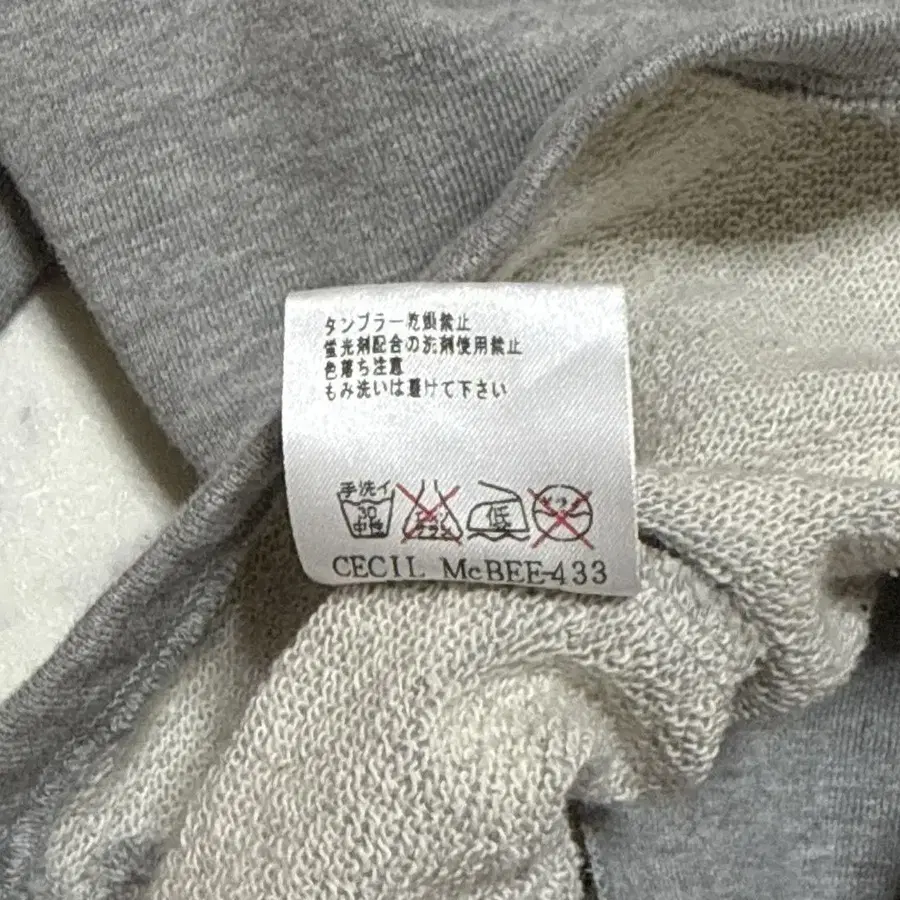 タンブラー乾燥禁止
蛍光剤配合の洗剤使用禁止
色落ち注意
もみ洗いは避けて下さい
手洗イ
30
中性
低
CECIL McBEE-433